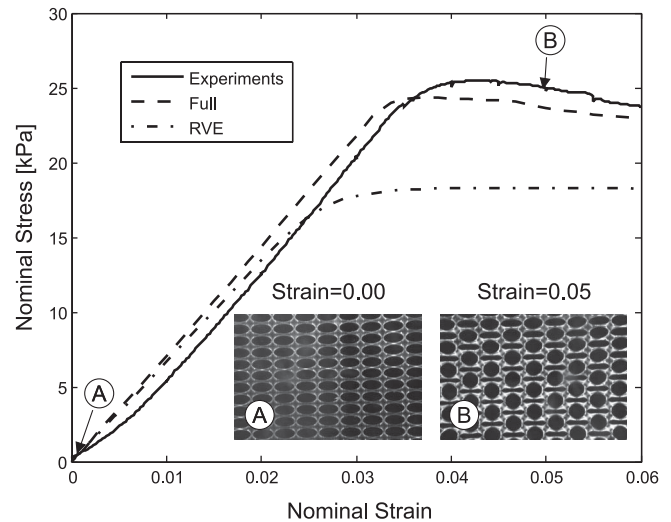 30
25
20
15
10
5
0
Nominal Stress [kPa]
Experiments
Full
RVE
B
A
Strain=0.00
Strain=0.05
A
B
0
0.01
0.02
0.03
0.04
0.05
0.06
Nominal Strain